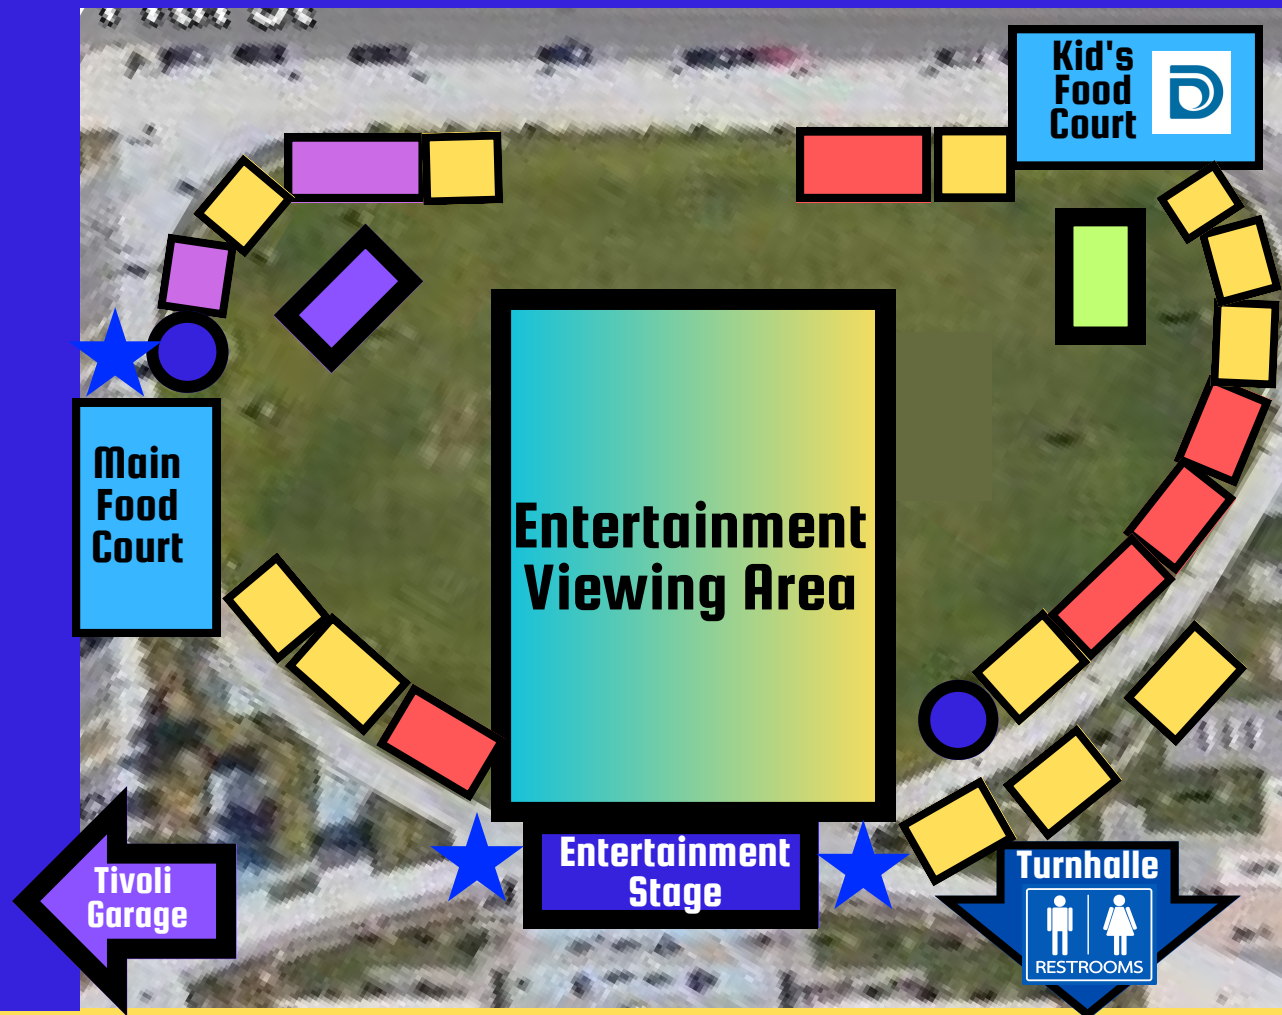 Kid's
Food
Court
Main
Food
Court
Entertainment
Viewing Area
Entertainment
Stage
Tivoli
Garage
Turnhalle
RESTROOMS